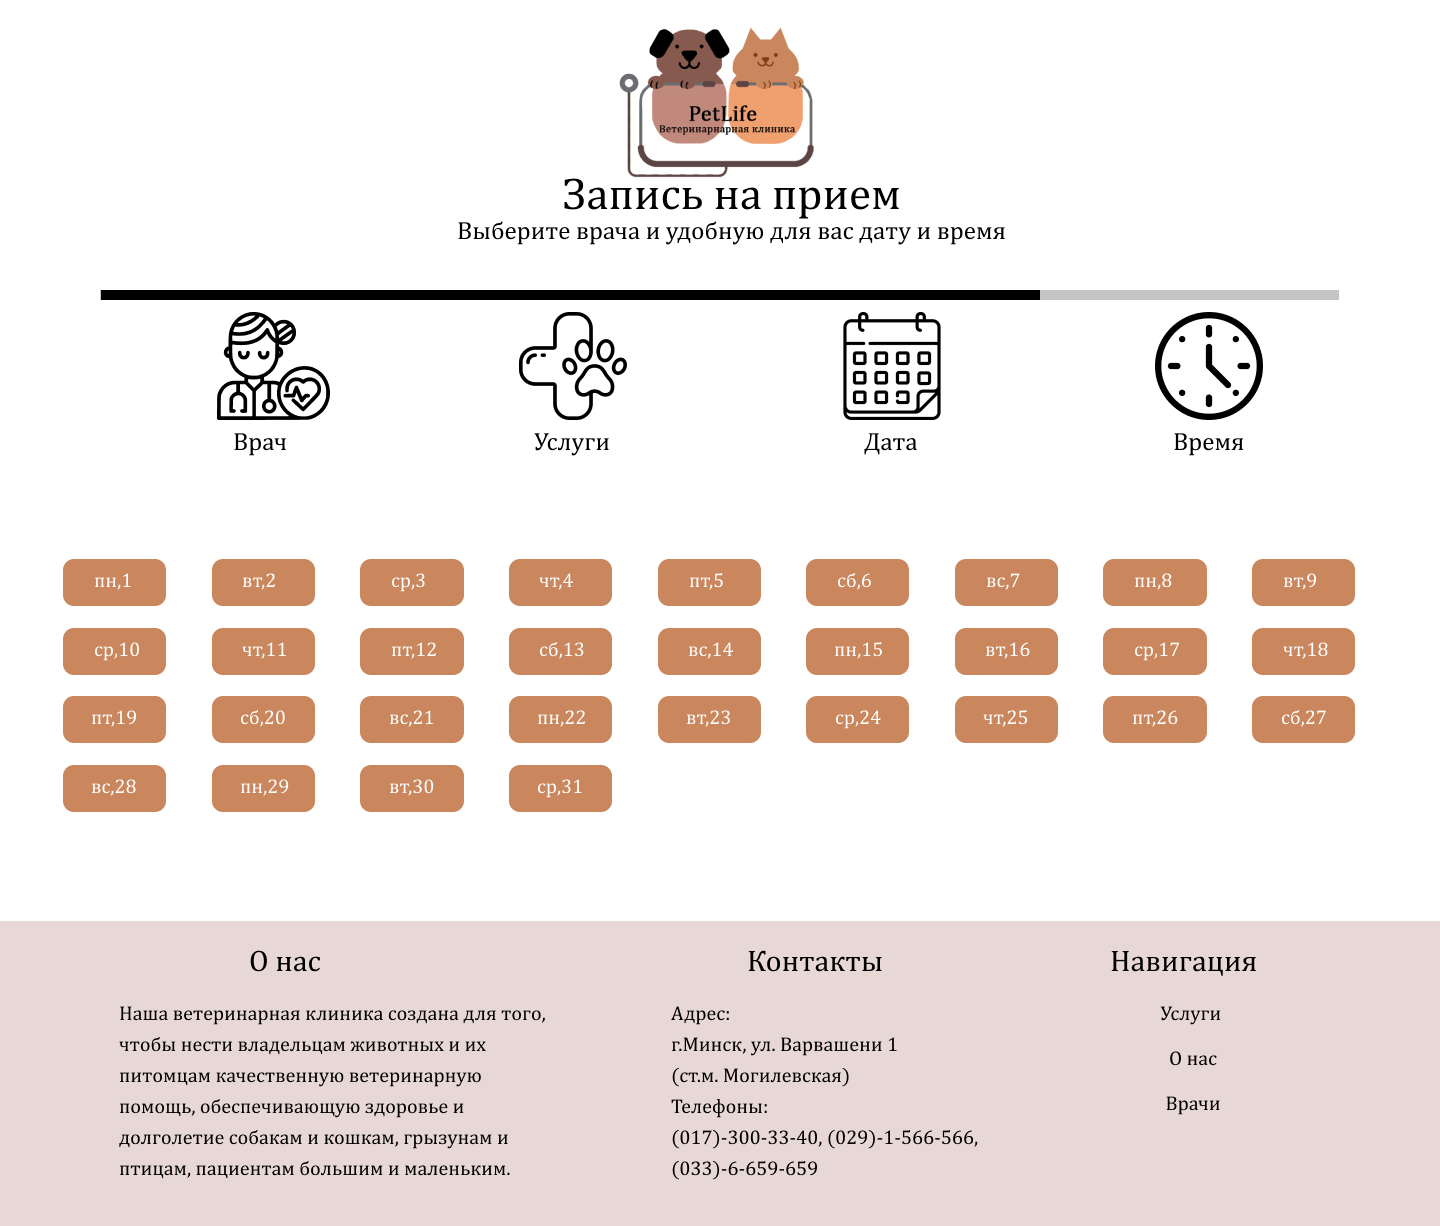 PetLife
Ветеринарнарная клиника
Запись на прием
Выберите врача и удобную для вас дату и время
Врач Услуги Дата Время
пн,1 вт,2 ср,3 чт,4 пт,5 сб,6 вс,7 пн,8 вт,9
ср,10 чт,11 пт,12 сб,13 вс,14 пн,15 вт,16 ср,17 чт,18
пт,19 сб,20 вс,21 пн,22 вт,23 ср,24 чт,25 пт,26 сб,27
вс,28 пн,29 вт,30 ср,31
О нас
Наша ветеринарная клиника создана для того,
чтобы нести владельцам животных и их
питомцам качественную ветеринарную
помощь, обеспечивающую здоровье и
долголетие собакам и кошкам, грызунам и
птицам, пациентам большим и маленьким.
Контакты
Адрес:
г.Минск, ул. Варвашени 1
(ст.м. Могилевская)
Телефоны:
(017)-300-33-40, (029)-1-566-566,
(033)-6-659-659
Навигация
Услуги
О нас
Врачи